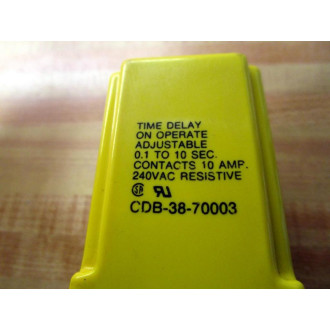 TIME DELAY
ON OPERATE
ADJUSTABLE
0.1 TO 10 SEC.
CONTACTS 10 AMP.
240VAC RESISTIVE
CDB-38-70003